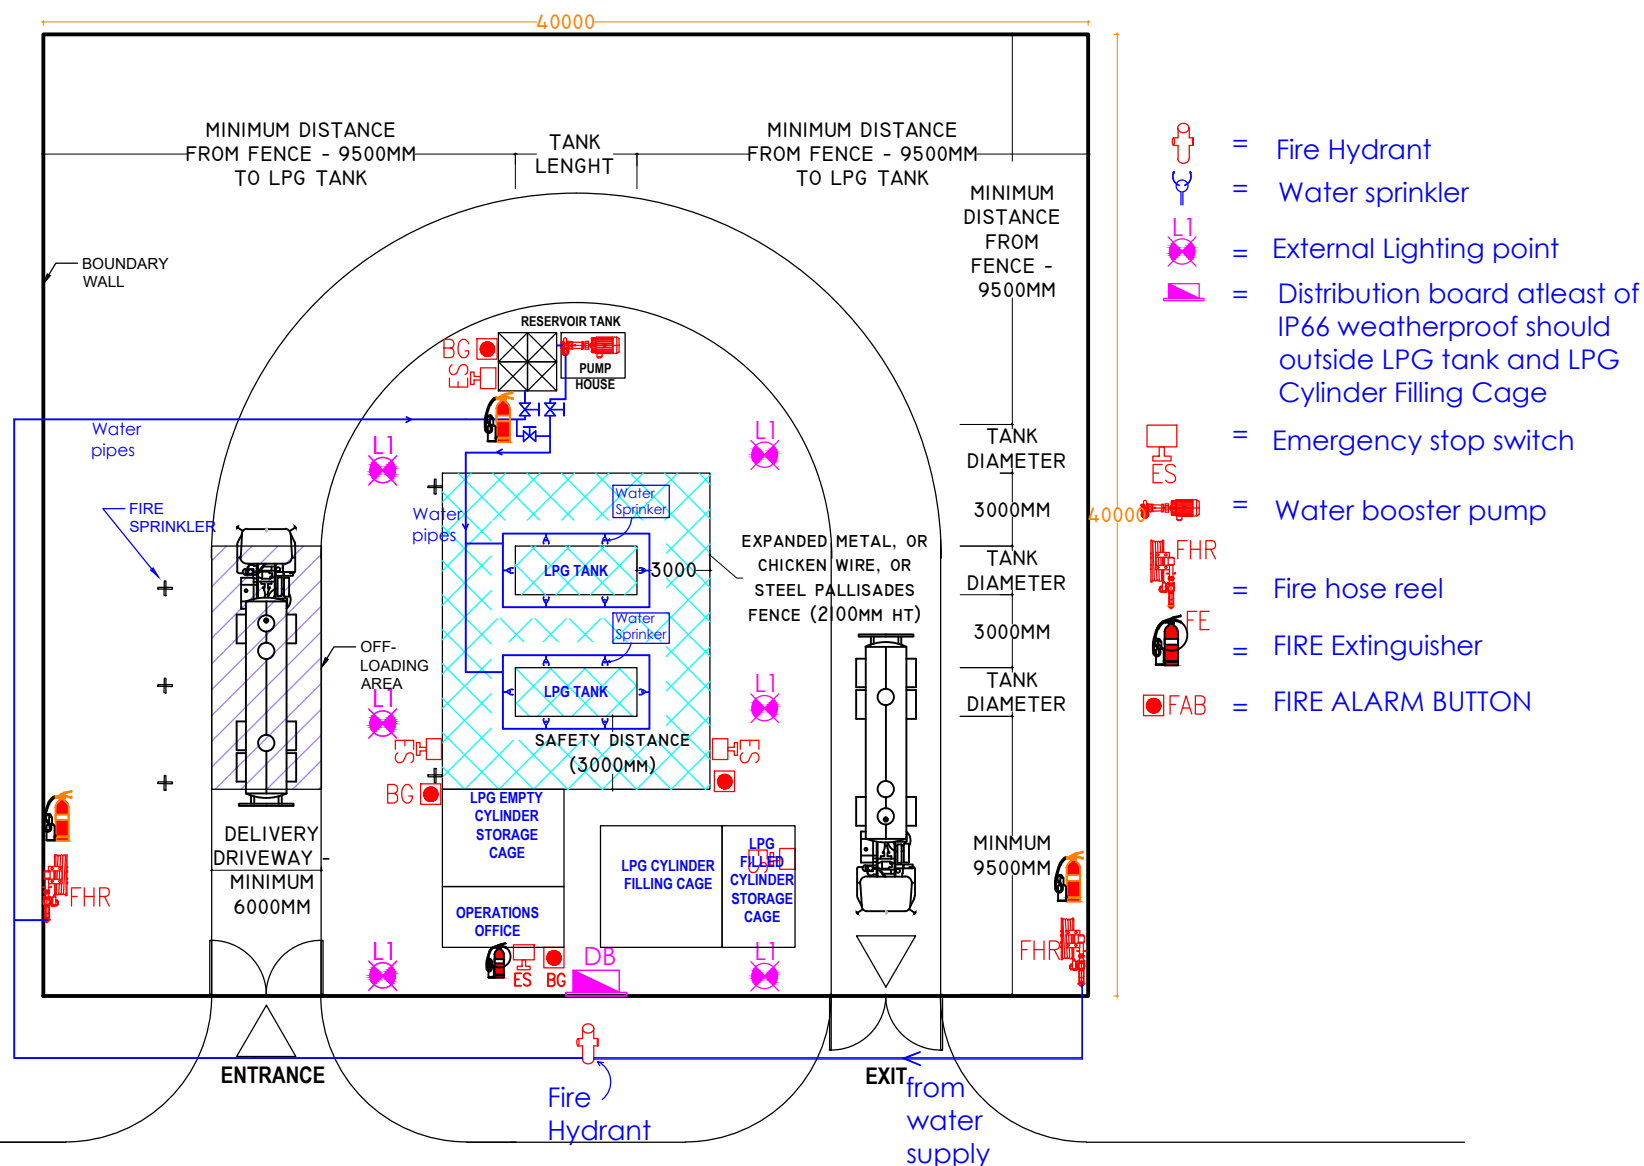 40000
MINIMUM DISTANCE
FROM FENCE - 9500MM
TO LPG TANK
TANK
LENGHT
MINIMUM DISTANCE
FROM FENCE - 9500MM
TO LPG TANK
MINIMUM
DISTANCE
FROM
FENCE -
9500MM
BOUNDARY
WALL
RESERVOIR TANK
BG
PUMP
HOUSE
ES
Water
pipes
L1
L1
TANK
DIAMETER
FIRE
SPRINKLER
Water
pipes
Water
Sprinker
3000MM
40000
EXPANDED METAL, OR
CHICKEN WIRE, OR
STEEL PALLISADES
FENCE (2100MM HT)
LPG TANK
3000
TANK
DIAMETER
Water
Sprinker
3000MM
OFF-
LOADING
AREA
LPG TANK
L1
L1
TANK
DIAMETER
SAFETY DISTANCE
(3000MM)
ES
ES
BG
LPG EMPTY
CYLINDER
STORAGE
CAGE
DELIVERY
DRIVEWAY -
MINIMUM
6000MM
LPG CYLINDER
FILLING CAGE
LPG
FILLED
CYLINDER
STORAGE
CAGE
ES
MINMUM
9500MM
FHR
OPERATIONS
OFFICE
L1
ES
BG
DB
L1
FHR
ENTRANCE
EXIT
Fire
Hydrant
from
water
supply
= Fire Hydrant
= Water sprinkler
L1
= External Lighting point
= Distribution board atleast of
IP66 weatherproof should
outside LPG tank and LPG
Cylinder Filling Cage
= Emergency stop switch
ES
= Water booster pump
FHR
= Fire hose reel
FE
= FIRE Extinguisher
FAB = FIRE ALARM BUTTON